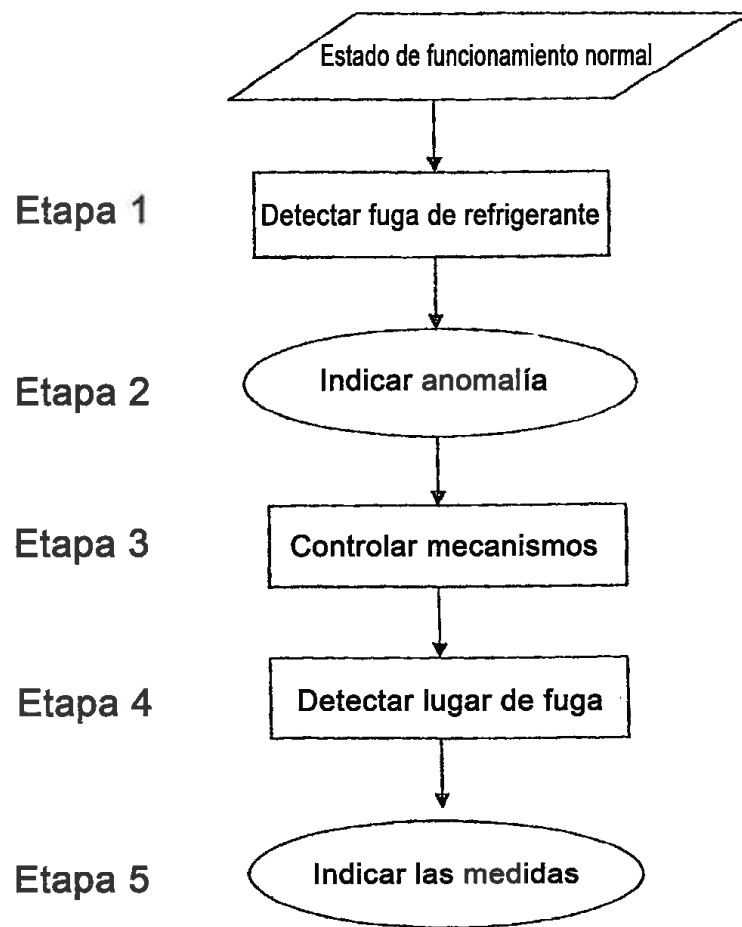 Estado de funcionamiento normal
Etapa 1
Detectar fuga de refrigerante
Etapa 2
Indicar anomalía
Etapa 3
Controlar mecanismos
Etapa 4
Detectar lugar de fuga
Etapa 5
Indicar las medidas